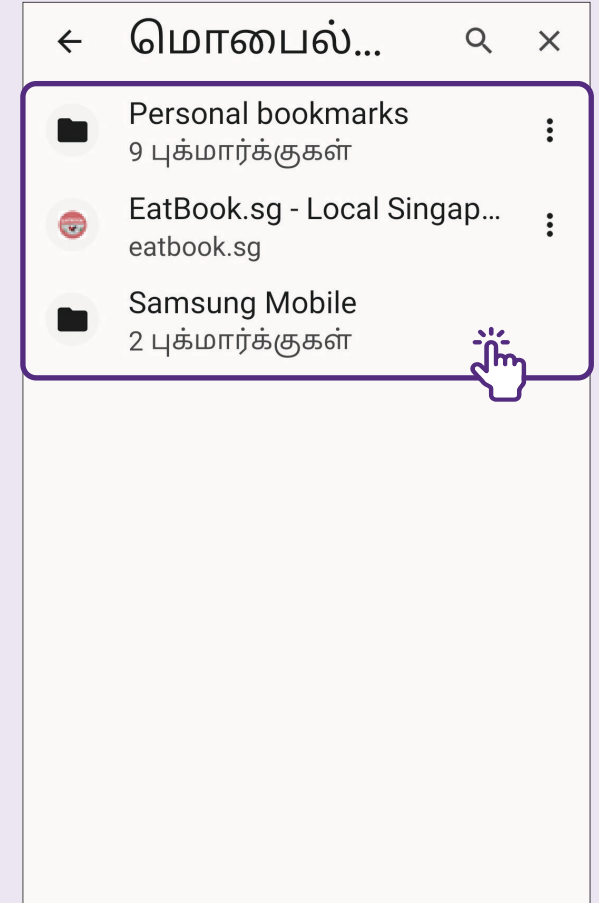 மொபைல்...
Personal bookmarks
9 புக்மார்க்குகள்
EatBook.sg - Local Singap...
eatbook.sg
Samsung Mobile
2 புக்மார்க்குகள்